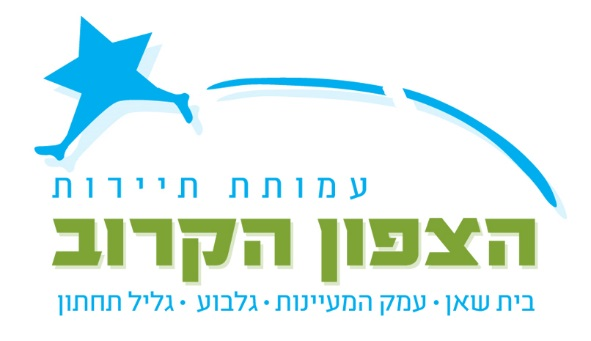 עמותת תיירות
הצפון הקרוב
בית שאן · עמק המעיינות · גלבוע · גליל תחתון